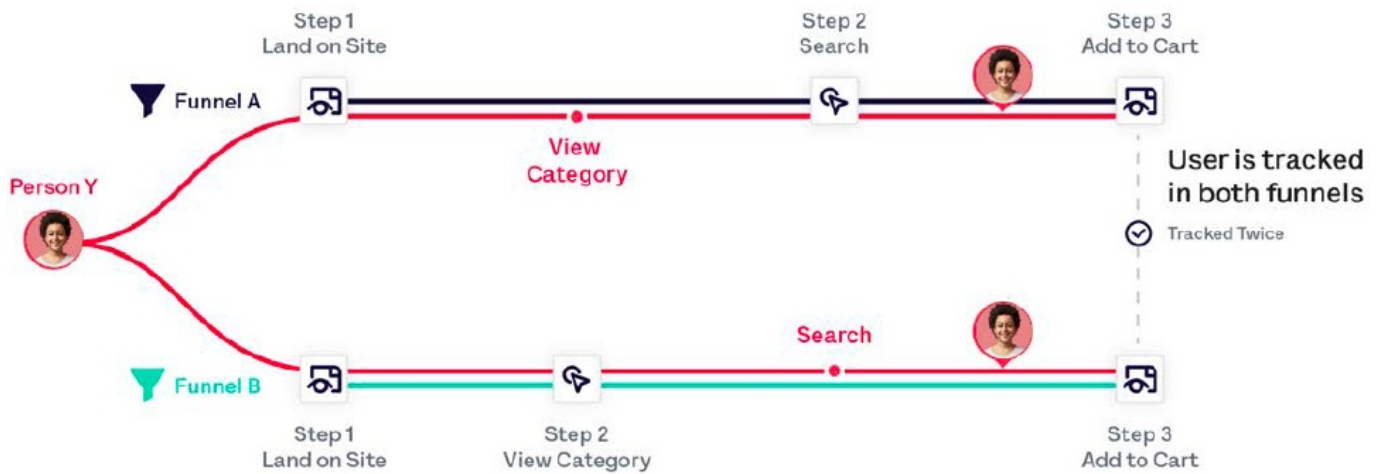 Step 1
Land on Site
Step 2
Search
Step 3
Add to Cart
Funnel A
View
Category
User is tracked
in both funnels
Person Y
Tracked Twice
Search
Funnel B
Step 1
Land on Site
Step 2
View Category
Step 3
Add to Cart